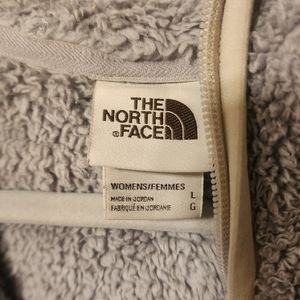 THE
NORTH
®FACE
WOMENS/FEMMES
MADE IN JORDAN
FABRIQUÉ EN JORDANIE
L
G